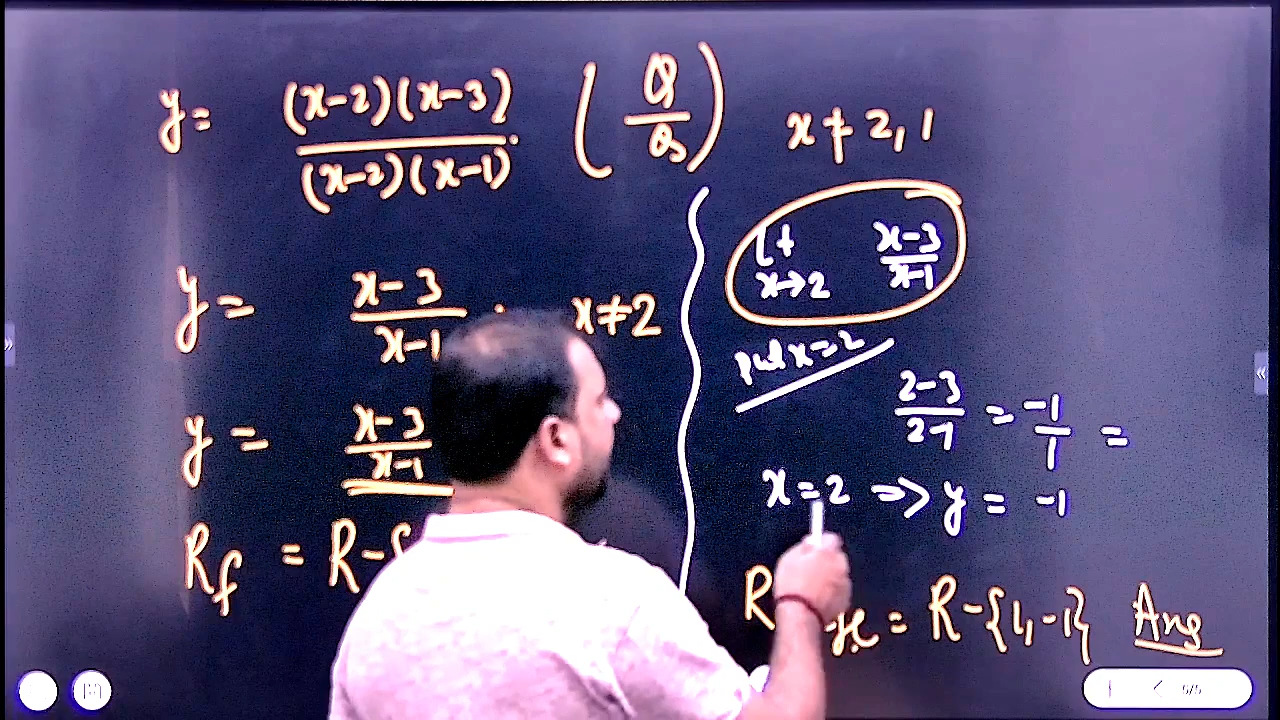 y = (x-2)(x-3) / (x-2)(x-1) (Q/Q) x ≠ 2, 1
y = x-3 / x-1 x ≠ 2
y = x-3 / x-1
R_f = R-
Lt x→2 x-3 / x-1
put x=2
2-3 / 2-1 = -1 / 1 =
x=2 => y = -1
R = R-{1, -1} Ans